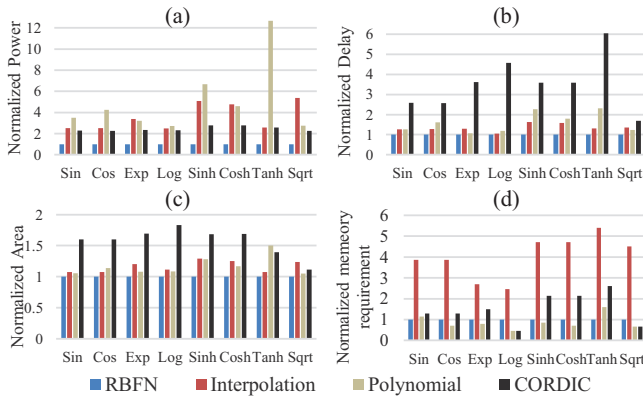 (a)
Normalized Power
12
10
8
6
4
2
0
Sin Cos Exp Log Sinh Cosh Tanh Sqrt
(b)
Normalized Delay
6
5
4
3
2
1
0
Sin Cos Exp Log Sinh Cosh Tanh Sqrt
(c)
Normalized Area
2
1.5
1
0.5
0
Sin Cos Exp Log Sinh Cosh Tanh Sqrt
(d)
Normalized memeory
requirement
6
5
4
3
2
1
0
Sin Cos Exp Log Sinh Cosh Tanh Sqrt
RBFN Interpolation Polynomial CORDIC